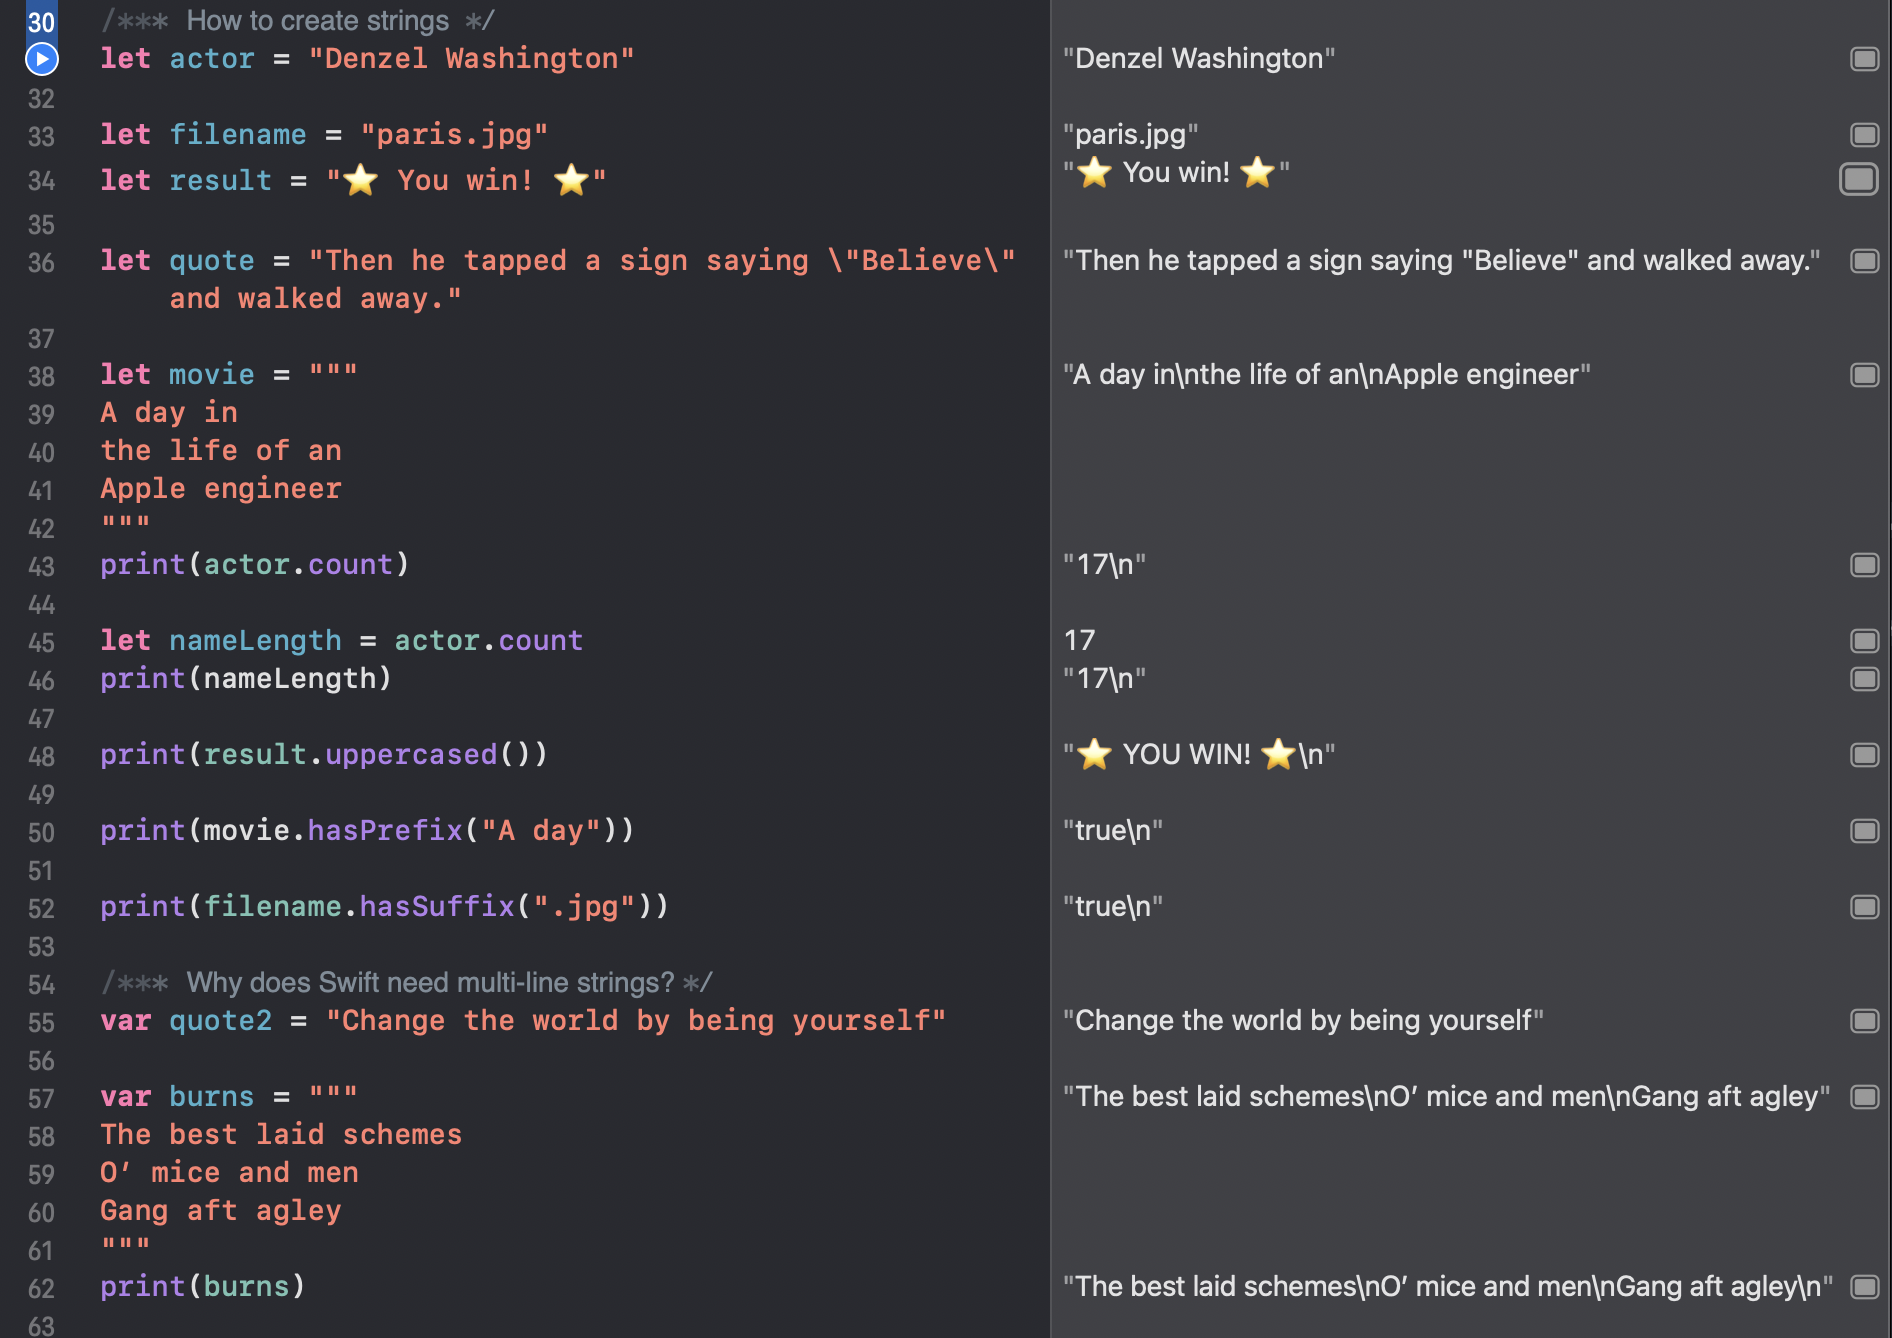 30 /*** How to create strings */
let actor = "Denzel Washington" "Denzel Washington"
32
33 let filename = "paris.jpg" "paris.jpg"
34 let result = "⭐️ You win! ⭐️" "⭐️ You win! ⭐️"
35
36 let quote = "Then he tapped a sign saying \"Believe\" "Then he tapped a sign saying "Believe" and walked away."
and walked away."
37
38 let movie = """ "A day in\nthe life of an\nApple engineer"
39 A day in
40 the life of an
41 Apple engineer
42 """
43 print(actor.count) "17\n"
44
45 let nameLength = actor.count 17
46 print(nameLength) "17\n"
47
48 print(result.uppercased()) "⭐️ YOU WIN! ⭐️\n"
49
50 print(movie.hasPrefix("A day")) "true\n"
51
52 print(filename.hasSuffix(".jpg")) "true\n"
53
54 /*** Why does Swift need multi-line strings? */
55 var quote2 = "Change the world by being yourself" "Change the world by being yourself"
56
57 var burns = """ "The best laid schemes\nO’ mice and men\nGang aft agley"
58 The best laid schemes
59 O’ mice and men
60 Gang aft agley
61 """
62 print(burns) "The best laid schemes\nO’ mice and men\nGang aft agley\n"
63